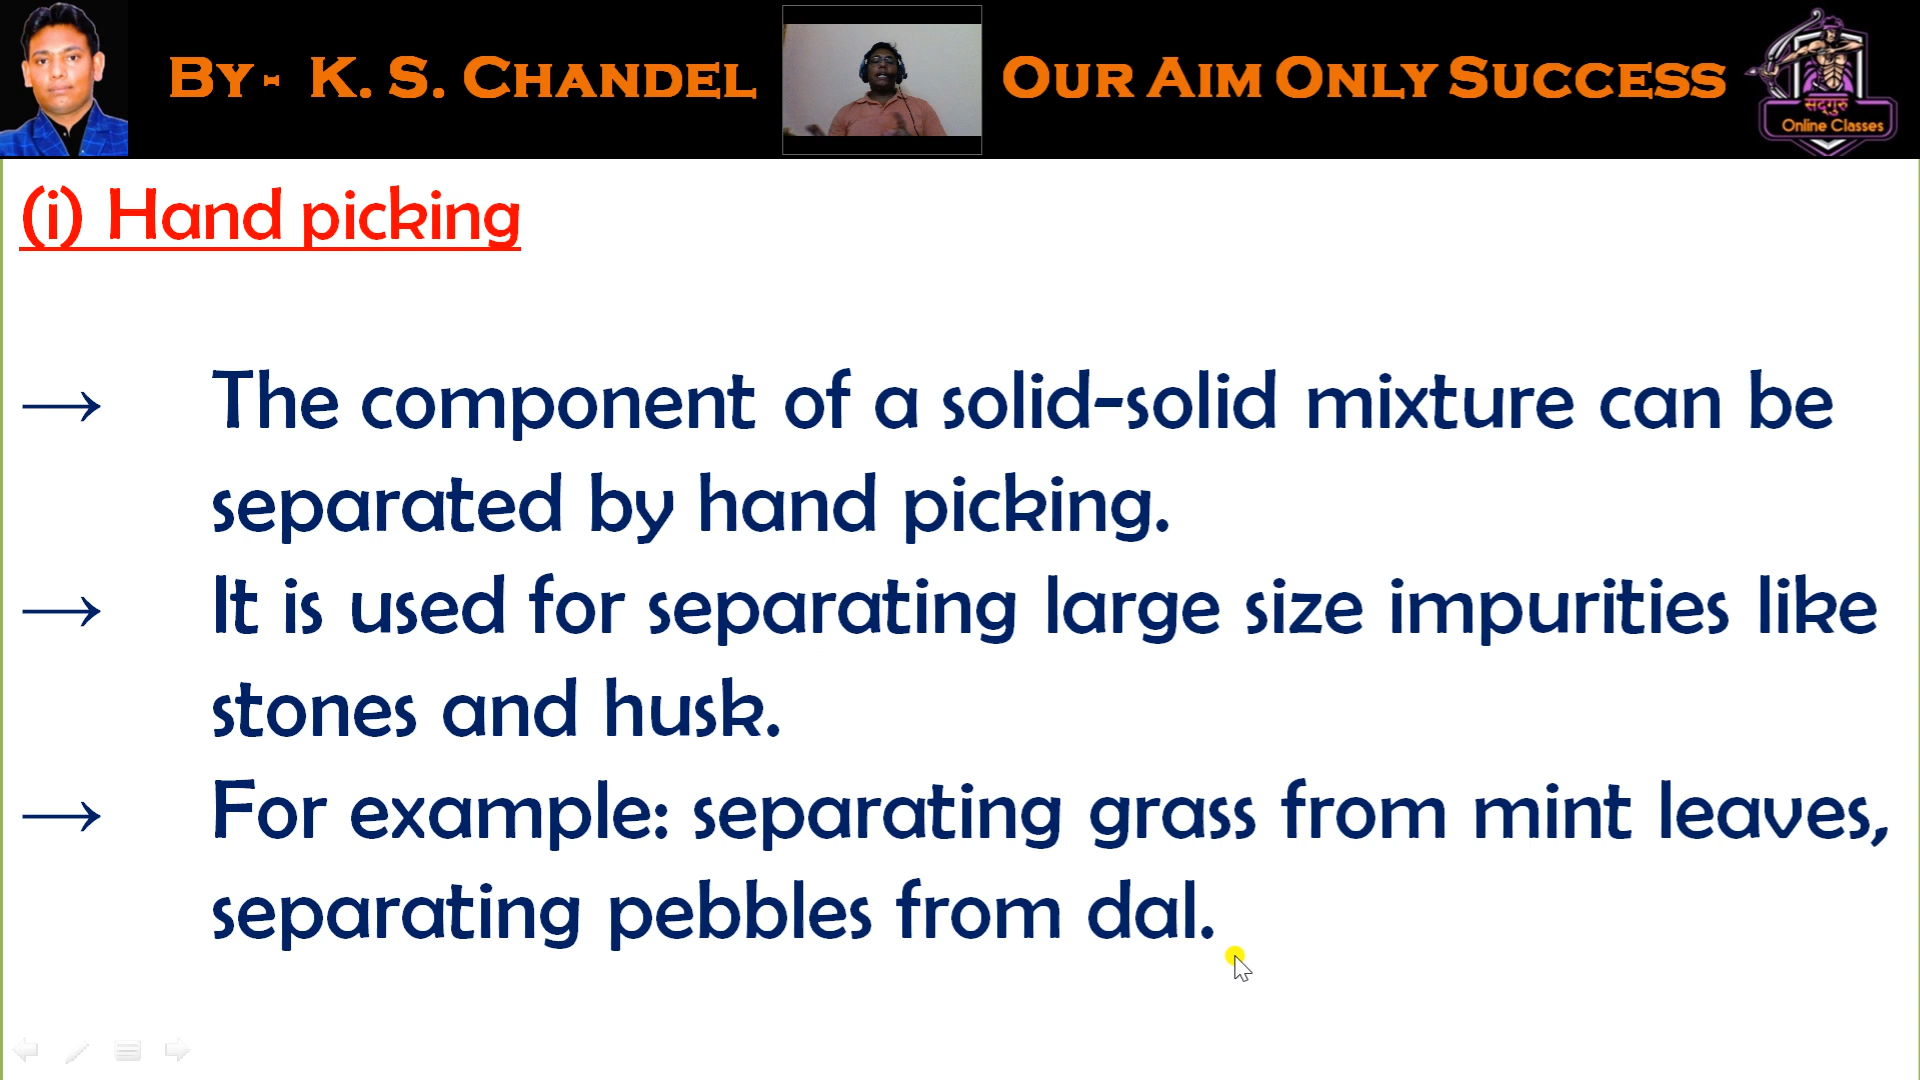 BY - K. S. CHANDEL
OUR AIM ONLY SUCCESS
सद्गुरु
Online Classes
(i) Hand picking
→ The component of a solid-solid mixture can be
separated by hand picking.
→ It is used for separating large size impurities like
stones and husk.
→ For example: separating grass from mint leaves,
separating pebbles from dal.